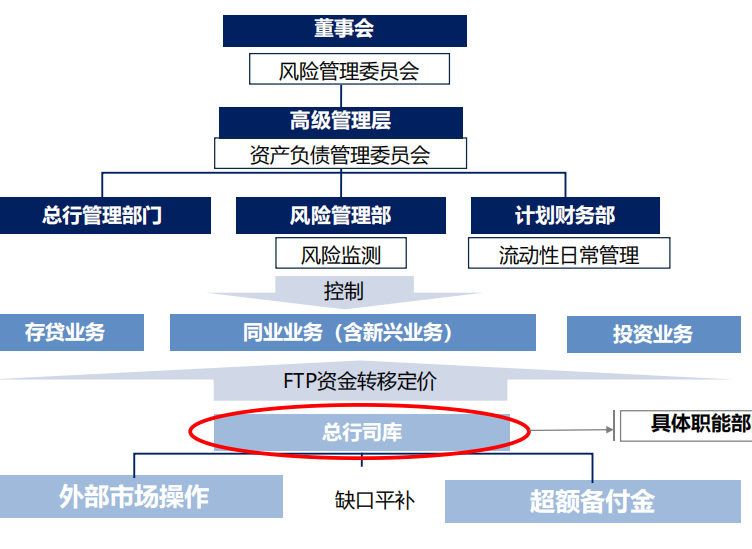 董事会
风险管理委员会
高级管理层
资产负债管理委员会
总行管理部门
风险管理部
计划财务部
风险监测
流动性日常管理
控制
存贷业务
同业业务（含新兴业务）
投资业务
FTP资金转移定价
总行司库
具体职能部
外部市场操作
缺口平补
超额备付金